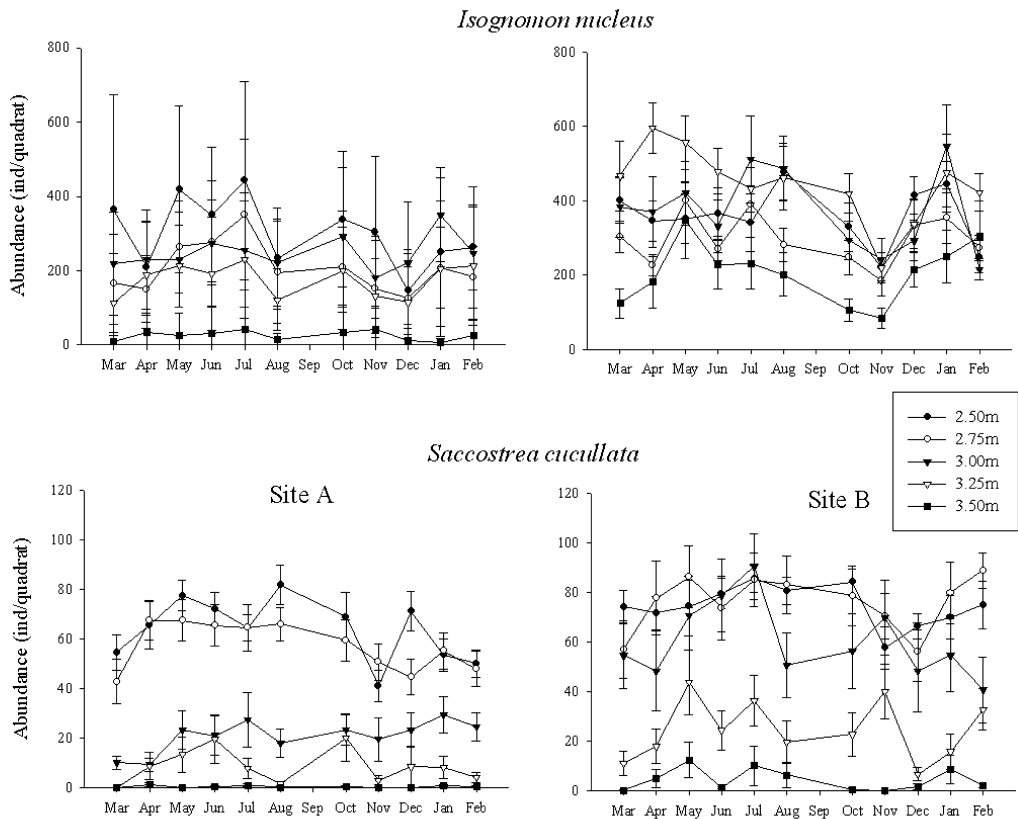 Isognomon nucleus
800
600
400
200
0
Abundance (ind/quadrat)
Mar Apr May Jun Jul Aug Sep Oct Nov Dec Jan Feb
800
600
400
200
0
Mar Apr May Jun Jul Aug Sep Oct Nov Dec Jan Feb
2.50m
2.75m
3.00m
3.25m
3.50m
Saccostrea cucullata
Site A
120
100
80
60
40
20
0
Abundance (ind/quadrat)
Mar Apr May Jun Jul Aug Sep Oct Nov Dec Jan Feb
Site B
120
100
80
60
40
20
0
Mar Apr May Jun Jul Aug Sep Oct Nov Dec Jan Feb